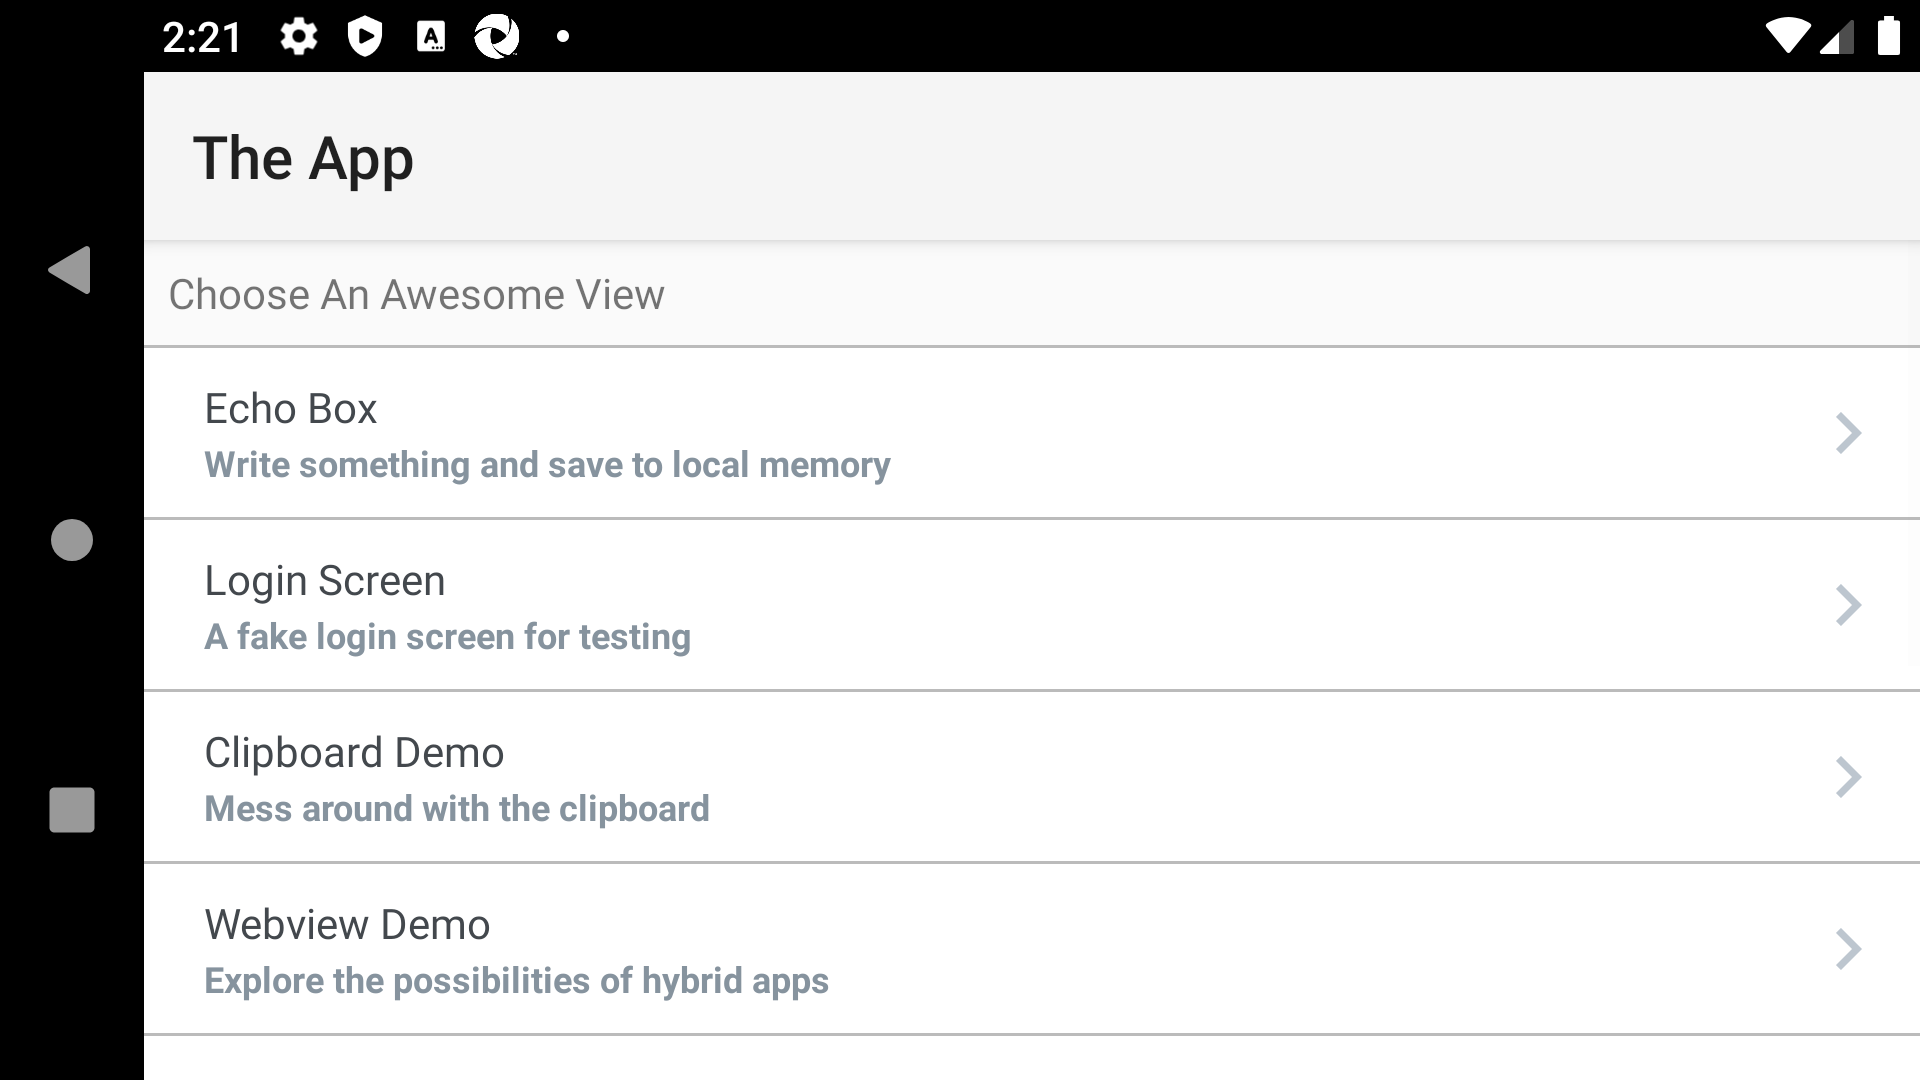 2:21
The App
Choose An Awesome View
Echo Box
Write something and save to local memory
Login Screen
A fake login screen for testing
Clipboard Demo
Mess around with the clipboard
Webview Demo
Explore the possibilities of hybrid apps